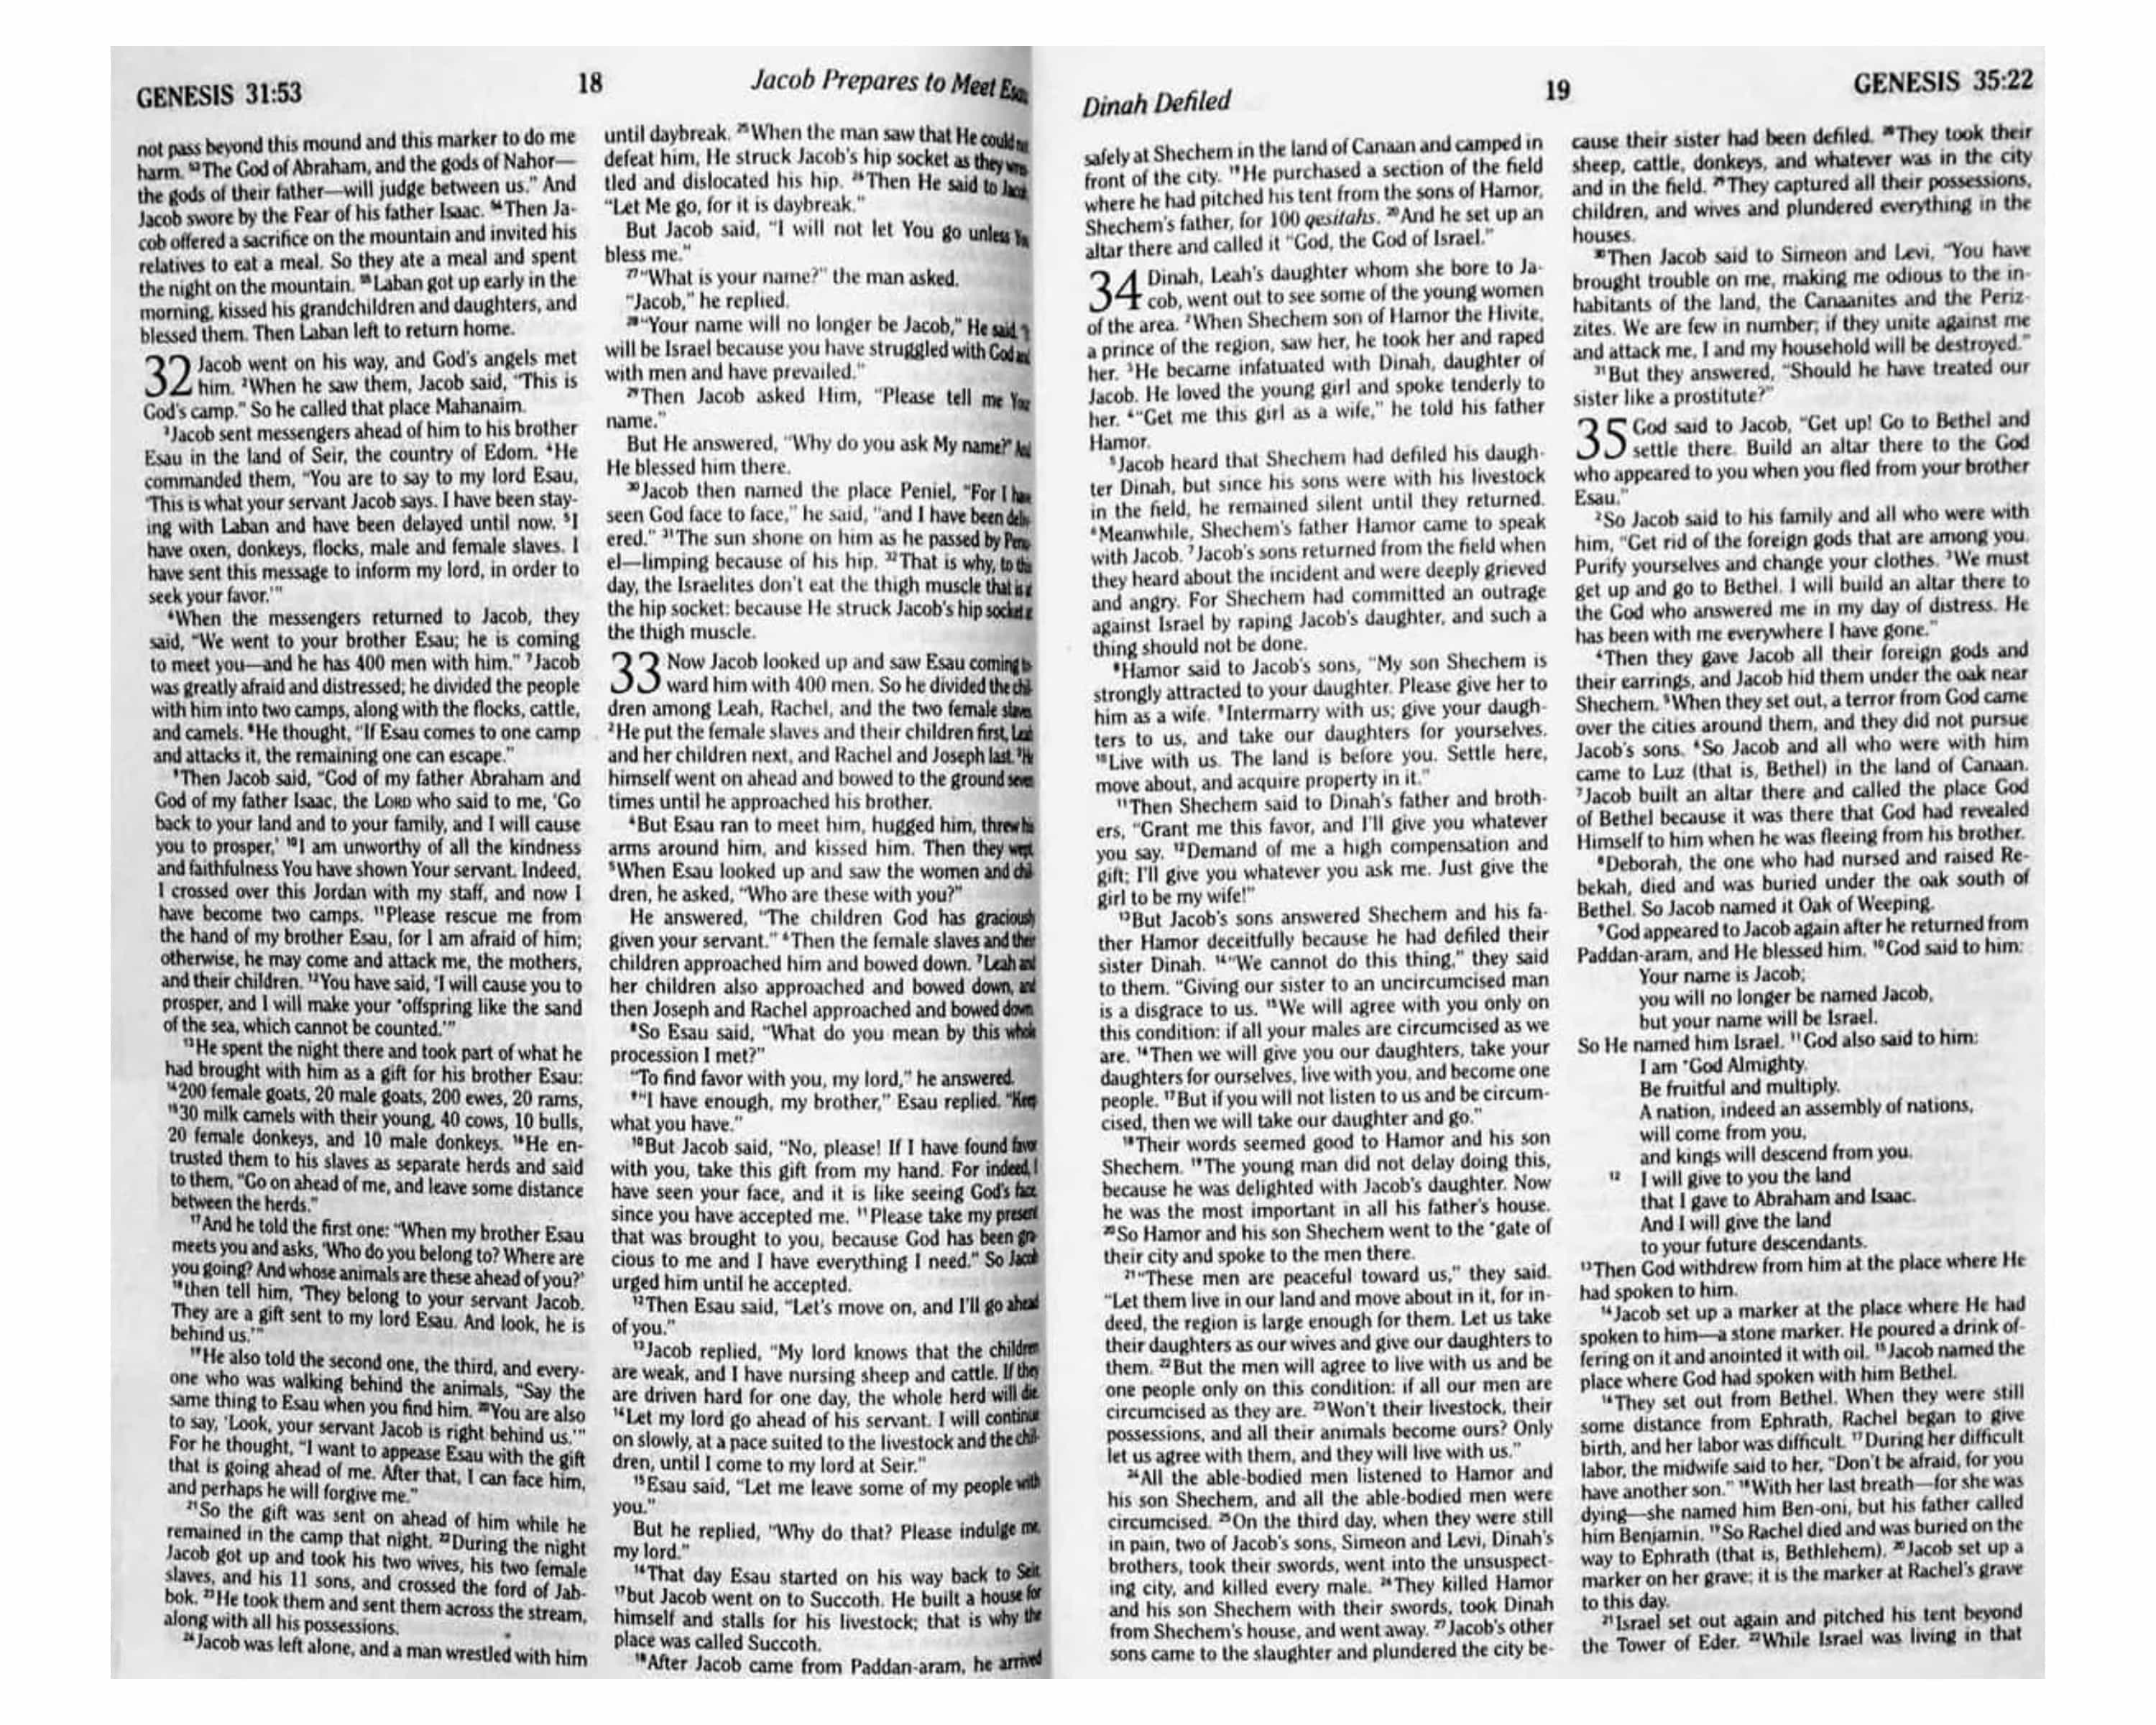 GENESIS 31:53
18
Jacob Prepares to Meet Esau
not pass beyond this mound and this marker to do me
harm. 53The God of Abraham, and the gods of Nahor—
the gods of their father—will judge between us." And
Jacob swore by the Fear of his father Isaac. 54Then Ja-
cob offered a sacrifice on the mountain and invited his
relatives to eat a meal. So they ate a meal and spent
the night on the mountain. 55Laban got up early in the
morning, kissed his grandchildren and daughters, and
blessed them. Then Laban left to return home.
32 Jacob went on his way, and God's angels met
him. 2When he saw them, Jacob said, "This is
God's camp." So he called that place Mahanaim.
3Jacob sent messengers ahead of him to his brother
Esau in the land of Seir, the country of Edom. 4He
commanded them, "You are to say to my lord Esau,
'This is what your servant Jacob says. I have been stay-
ing with Laban and have been delayed until now. 5I
have oxen, donkeys, flocks, male and female slaves. I
have sent this message to inform my lord, in order to
seek your favor.'"
6When the messengers returned to Jacob, they
said, "We went to your brother Esau; he is coming
to meet you—and he has 400 men with him." 7Jacob
was greatly afraid and distressed; he divided the people
with him into two camps, along with the flocks, cattle,
and camels. 8He thought, "If Esau comes to one camp
and attacks it, the remaining one can escape."
9Then Jacob said, "God of my father Abraham and
God of my father Isaac, the LORD who said to me, 'Go
back to your land and to your family, and I will cause
you to prosper,' 10I am unworthy of all the kindness
and faithfulness You have shown Your servant. Indeed,
I crossed over this Jordan with my staff, and now I
have become two camps. 11Please rescue me from
the hand of my brother Esau, for I am afraid of him;
otherwise, he may come and attack me, the mothers,
and their children. 12You have said, 'I will cause you to
prosper, and I will make your *offspring like the sand
of the sea, which cannot be counted.'"
13He spent the night there and took part of what he
had brought with him as a gift for his brother Esau:
14200 female goats, 20 male goats, 200 ewes, 20 rams,
1530 milk camels with their young, 40 cows, 10 bulls,
20 female donkeys, and 10 male donkeys. 16He en-
trusted them to his slaves as separate herds and said
to them, "Go on ahead of me, and leave some distance
between the herds."
17And he told the first one: "When my brother Esau
meets you and asks, 'Who do you belong to? Where are
you going? And whose animals are these ahead of you?'
18then tell him, 'They belong to your servant Jacob.
They are a gift sent to my lord Esau. And look, he is
behind us.'"
19He also told the second one, the third, and every-
one who was walking behind the animals, "Say the
same thing to Esau when you find him. 20You are also
to say, 'Look, your servant Jacob is right behind us.'"
For he thought, "I want to appease Esau with the gift
that is going ahead of me. After that, I can face him,
and perhaps he will forgive me."
21So the gift was sent on ahead of him while he
remained in the camp that night. 22During the night
Jacob got up and took his two wives, his two female
slaves, and his 11 sons, and crossed the ford of Jab-
bok. 23He took them and sent them across the stream,
along with all his possessions.
24Jacob was left alone, and a man wrestled with him
until daybreak. 25When the man saw that He could not
defeat him, He struck Jacob's hip socket as they wres-
tled and dislocated his hip. 26Then He said to Jacob,
"Let Me go, for it is daybreak."
But Jacob said, "I will not let You go unless You
bless me."
27"What is your name?" the man asked.
"Jacob," he replied.
28"Your name will no longer be Jacob," He said.
will be Israel because you have struggled with God and
with men and have prevailed."
29Then Jacob asked Him, "Please tell me Your
name."
But He answered, "Why do you ask My name?" And
He blessed him there.
30Jacob then named the place Peniel, "For I have
seen God face to face," he said, "and I have been deliv-
ered." 31The sun shone on him as he passed by Penu-
el—limping because of his hip. 32That is why, to this
day, the Israelites don't eat the thigh muscle that is at
the hip socket: because He struck Jacob's hip socket at
the thigh muscle.
33 Now Jacob looked up and saw Esau coming to-
ward him with 400 men. So he divided the chil-
dren among Leah, Rachel, and the two female slaves.
2He put the female slaves and their children first, Leah
and her children next, and Rachel and Joseph last. 3He
himself went on ahead and bowed to the ground seven
times until he approached his brother.
4But Esau ran to meet him, hugged him, threw his
arms around him, and kissed him. Then they wept.
5When Esau looked up and saw the women and chil-
dren, he asked, "Who are these with you?"
He answered, "The children God has graciously
given your servant." 6Then the female slaves and their
children approached him and bowed down. 7Leah and
her children also approached and bowed down, and
then Joseph and Rachel approached and bowed down.
8So Esau said, "What do you mean by this whole
procession I met?"
"To find favor with you, my lord," he answered.
9"I have enough, my brother," Esau replied. "Keep
what you have."
10But Jacob said, "No, please! If I have found favor
with you, take this gift from my hand. For indeed, I
have seen your face, and it is like seeing God's face,
since you have accepted me. 11Please take my present
that was brought to you, because God has been gra-
cious to me and I have everything I need." So Jacob
urged him until he accepted.
12Then Esau said, "Let's move on, and I'll go ahead
of you."
13Jacob replied, "My lord knows that the children
are weak, and I have nursing sheep and cattle. If they
are driven hard for one day, the whole herd will die.
14Let my lord go ahead of his servant. I will continue
on slowly, at a pace suited to the livestock and the chil-
dren, until I come to my lord at Seir."
15Esau said, "Let me leave some of my people with
you."
But he replied, "Why do that? Please indulge me,
my lord."
16That day Esau started on his way back to Seir,
17but Jacob went on to Succoth. He built a house for
himself and stalls for his livestock; that is why the
place was called Succoth.
18After Jacob came from Paddan-aram, he arrived
Dinah Defiled
19
GENESIS 35:22
safely at Shechem in the land of Canaan and camped in
front of the city. 19He purchased a section of the field
where he had pitched his tent from the sons of Hamor,
Shechem's father, for 100 qesitahs. 20And he set up an
altar there and called it "God, the God of Israel."
34 Dinah, Leah's daughter whom she bore to Ja-
cob, went out to see some of the young women
of the area. 2When Shechem son of Hamor the Hivite,
a prince of the region, saw her, he took her and raped
her. 3He became infatuated with Dinah, daughter of
Jacob. He loved the young girl and spoke tenderly to
her. 4"Get me this girl as a wife," he told his father
Hamor.
5Jacob heard that Shechem had defiled his daugh-
ter Dinah, but since his sons were with his livestock
in the field, he remained silent until they returned.
6Meanwhile, Shechem's father Hamor came to speak
with Jacob. 7Jacob's sons returned from the field when
they heard about the incident and were deeply grieved
and angry. For Shechem had committed an outrage
against Israel by raping Jacob's daughter, and such a
thing should not be done.
8Hamor said to Jacob's sons, "My son Shechem is
strongly attracted to your daughter. Please give her to
him as a wife. 9Intermarry with us; give your daugh-
ters to us, and take our daughters for yourselves.
10Live with us. The land is before you. Settle here,
move about, and acquire property in it."
11Then Shechem said to Dinah's father and broth-
ers, "Grant me this favor, and I'll give you whatever
you say. 12Demand of me a high compensation and
gift; I'll give you whatever you ask me. Just give the
girl to be my wife!"
13But Jacob's sons answered Shechem and his fa-
ther Hamor deceitfully because he had defiled their
sister Dinah. 14"We cannot do this thing," they said
to them. "Giving our sister to an uncircumcised man
is a disgrace to us. 15We will agree with you only on
this condition: if all your males are circumcised as we
are. 16Then we will give you our daughters, take your
daughters for ourselves, live with you, and become one
people. 17But if you will not listen to us and be circum-
cised, then we will take our daughter and go."
18Their words seemed good to Hamor and his son
Shechem. 19The young man did not delay doing this,
because he was delighted with Jacob's daughter. Now
he was the most important in all his father's house.
20So Hamor and his son Shechem went to the *gate of
their city and spoke to the men there.
21"These men are peaceful toward us," they said.
"Let them live in our land and move about in it, for in-
deed, the region is large enough for them. Let us take
their daughters as our wives and give our daughters to
them. 22But the men will agree to live with us and be
one people only on this condition: if all our men are
circumcised as they are. 23Won't their livestock, their
possessions, and all their animals become ours? Only
let us agree with them, and they will live with us."
24All the able-bodied men listened to Hamor and
his son Shechem, and all the able-bodied men were
circumcised. 25On the third day, when they were still
in pain, two of Jacob's sons, Simeon and Levi, Dinah's
brothers, took their swords, went into the unsuspect-
ing city, and killed every male. 26They killed Hamor
and his son Shechem with their swords, took Dinah
from Shechem's house, and went away. 27Jacob's other
sons came to the slaughter and plundered the city be-
cause their sister had been defiled. 28They took their
sheep, cattle, donkeys, and whatever was in the city
and in the field. 29They captured all their possessions,
children, and wives and plundered everything in the
houses.
30Then Jacob said to Simeon and Levi, "You have
brought trouble on me, making me odious to the in-
habitants of the land, the Canaanites and the Periz-
zites. We are few in number; if they unite against me
and attack me, I and my household will be destroyed."
31But they answered, "Should he have treated our
sister like a prostitute?"
35 God said to Jacob, "Get up! Go to Bethel and
settle there. Build an altar there to the God
who appeared to you when you fled from your brother
Esau."
2So Jacob said to his family and all who were with
him, "Get rid of the foreign gods that are among you.
Purify yourselves and change your clothes. 3We must
get up and go to Bethel. I will build an altar there to
the God who answered me in my day of distress. He
has been with me everywhere I have gone."
4Then they gave Jacob all their foreign gods and
their earrings, and Jacob hid them under the oak near
Shechem. 5When they set out, a terror from God came
over the cities around them, and they did not pursue
Jacob's sons. 6So Jacob and all who were with him
came to Luz (that is, Bethel) in the land of Canaan.
7Jacob built an altar there and called the place God
of Bethel because it was there that God had revealed
Himself to him when he was fleeing from his brother.
8Deborah, the one who had nursed and raised Re-
bekah, died and was buried under the oak south of
Bethel. So Jacob named it Oak of Weeping.
9God appeared to Jacob again after he returned from
Paddan-aram, and He blessed him. 10God said to him:
Your name is Jacob;
you will no longer be named Jacob,
but your name will be Israel.
So He named him Israel. 11God also said to him:
I am *God Almighty.
Be fruitful and multiply.
A nation, indeed an assembly of nations,
will come from you,
and kings will descend from you.
12 I will give to you the land
that I gave to Abraham and Isaac.
And I will give the land
to your future descendants.
13Then God withdrew from him at the place where He
had spoken to him.
14Jacob set up a marker at the place where He had
spoken to him—a stone marker. He poured a drink of-
fering on it and anointed it with oil. 15Jacob named the
place where God had spoken with him Bethel.
16They set out from Bethel. When they were still
some distance from Ephrath, Rachel began to give
birth, and her labor was difficult. 17During her difficult
labor, the midwife said to her, "Don't be afraid, for you
have another son." 18With her last breath—for she was
dying—she named him Ben-oni, but his father called
him Benjamin. 19So Rachel died and was buried on the
way to Ephrath (that is, Bethlehem). 20Jacob set up a
marker on her grave; it is the marker at Rachel's grave
to this day.
21Israel set out again and pitched his tent beyond
the Tower of Eder. 22While Israel was living in that